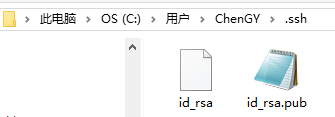 此电脑 > OS (C:) > 用户 > ChenGY > .ssh
id_rsa
id_rsa.pub